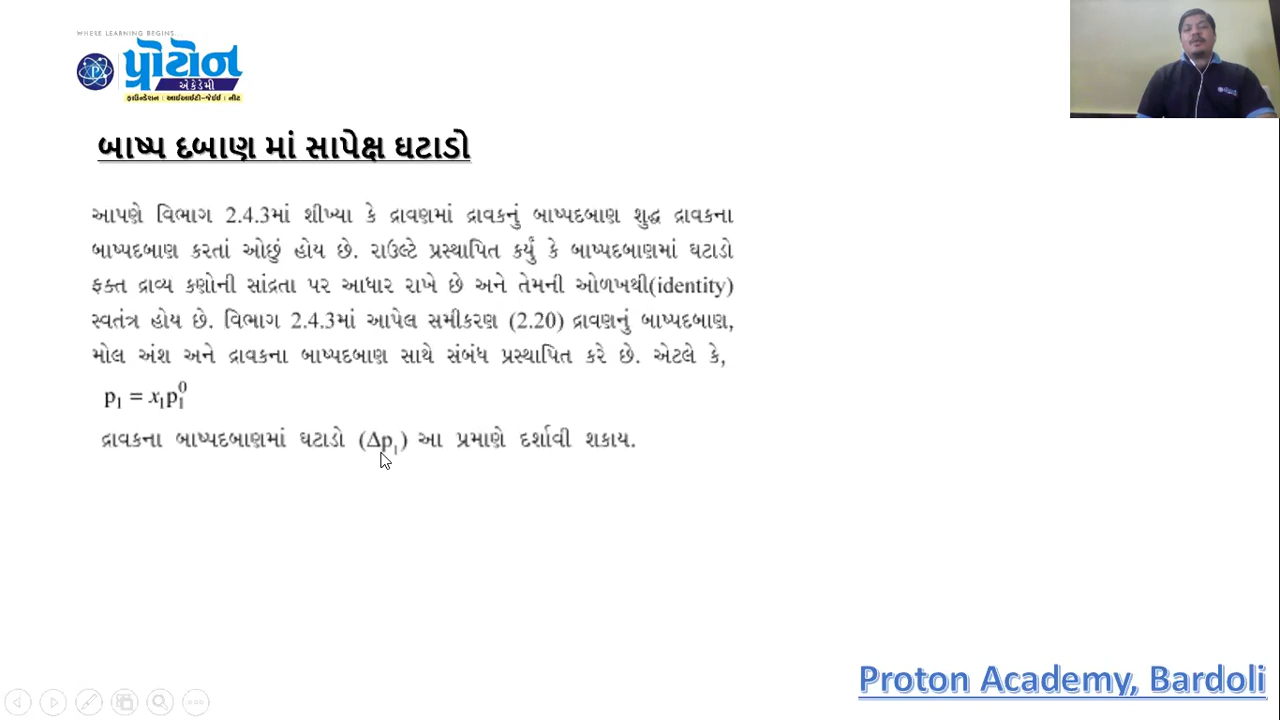 WHERE LEARNING BEGINS...
પ્રોટોન
એકેડેમી
ફાઉન્ડેશન | આઈઆઈટી-જેઈઈ | નીટ
બાષ્પ દબાણ માં સાપેક્ષ ઘટાડો
આપણે વિભાગ 2.4.3માં શીખ્યા કે દ્રાવણમાં દ્રાવકનું બાષ્પદબાણ શુદ્ધ દ્રાવકના
બાષ્પદબાણ કરતાં ઓછું હોય છે. રાઉલ્ટે પ્રસ્થાપિત કર્યું કે બાષ્પદબાણમાં ઘટાડો
ફક્ત દ્રાવ્ય કણોની સાંદ્રતા પર આધાર રાખે છે અને તેમની ઓળખથી(identity)
સ્વતંત્ર હોય છે. વિભાગ 2.4.3માં આપેલ સમીકરણ (2.20) દ્રાવણનું બાષ્પદબાણ,
મોલ અંશ અને દ્રાવકના બાષ્પદબાણ સાથે સંબંધ પ્રસ્થાપિત કરે છે. એટલે કે,
p₁ = x₁p₁⁰
દ્રાવકના બાષ્પદબાણમાં ઘટાડો (Δp₁) આ પ્રમાણે દર્શાવી શકાય.
Proton Academy, Bardoli